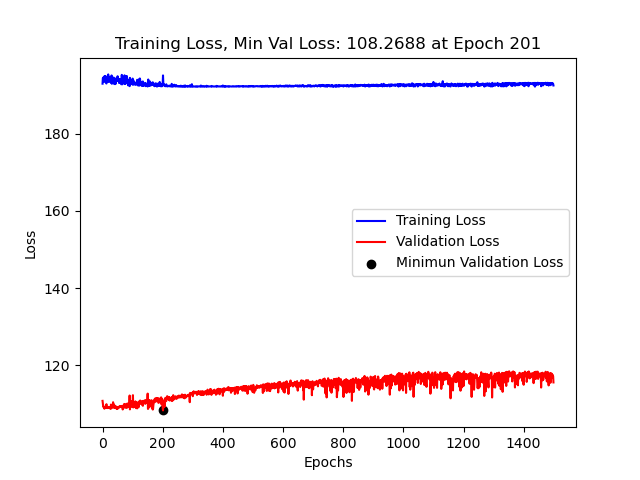 Training Loss, Min Val Loss: 108.2688 at Epoch 201
Loss
180
160
140
120
Training Loss
Validation Loss
Minimun Validation Loss
0 200 400 600 800 1000 1200 1400
Epochs